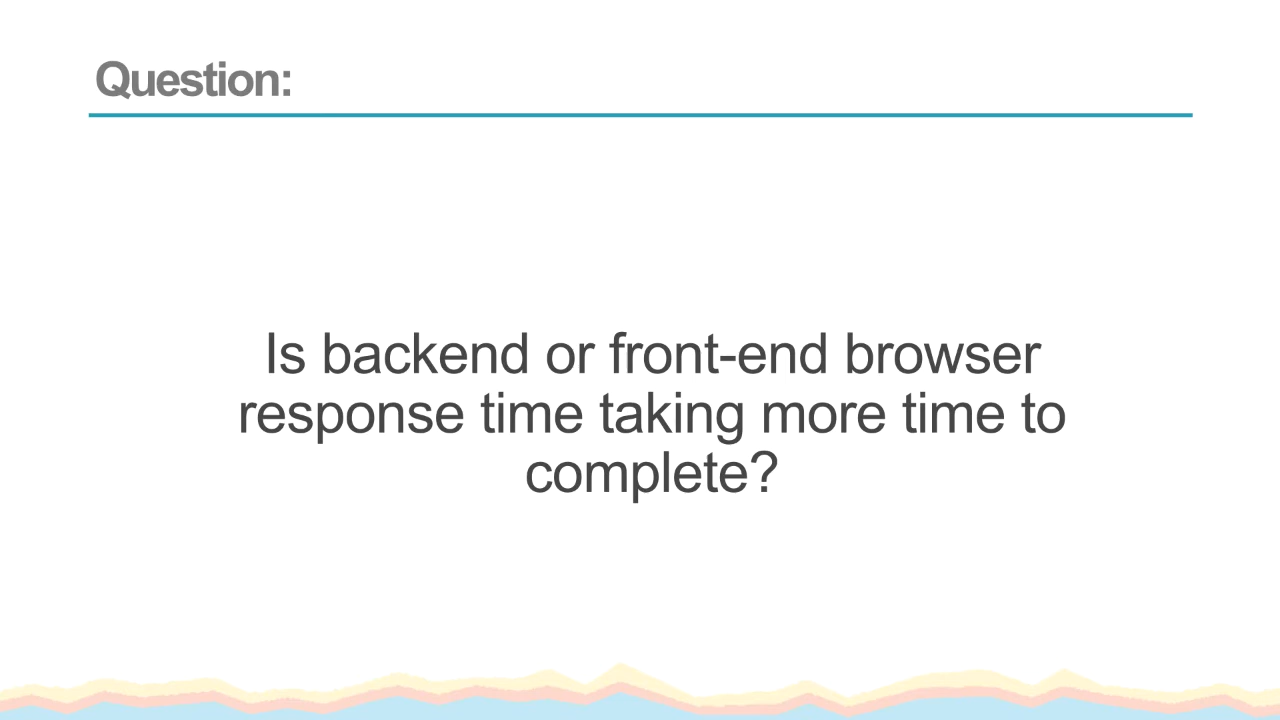 Question:
Is backend or front-end browser
response time taking more time to
complete?